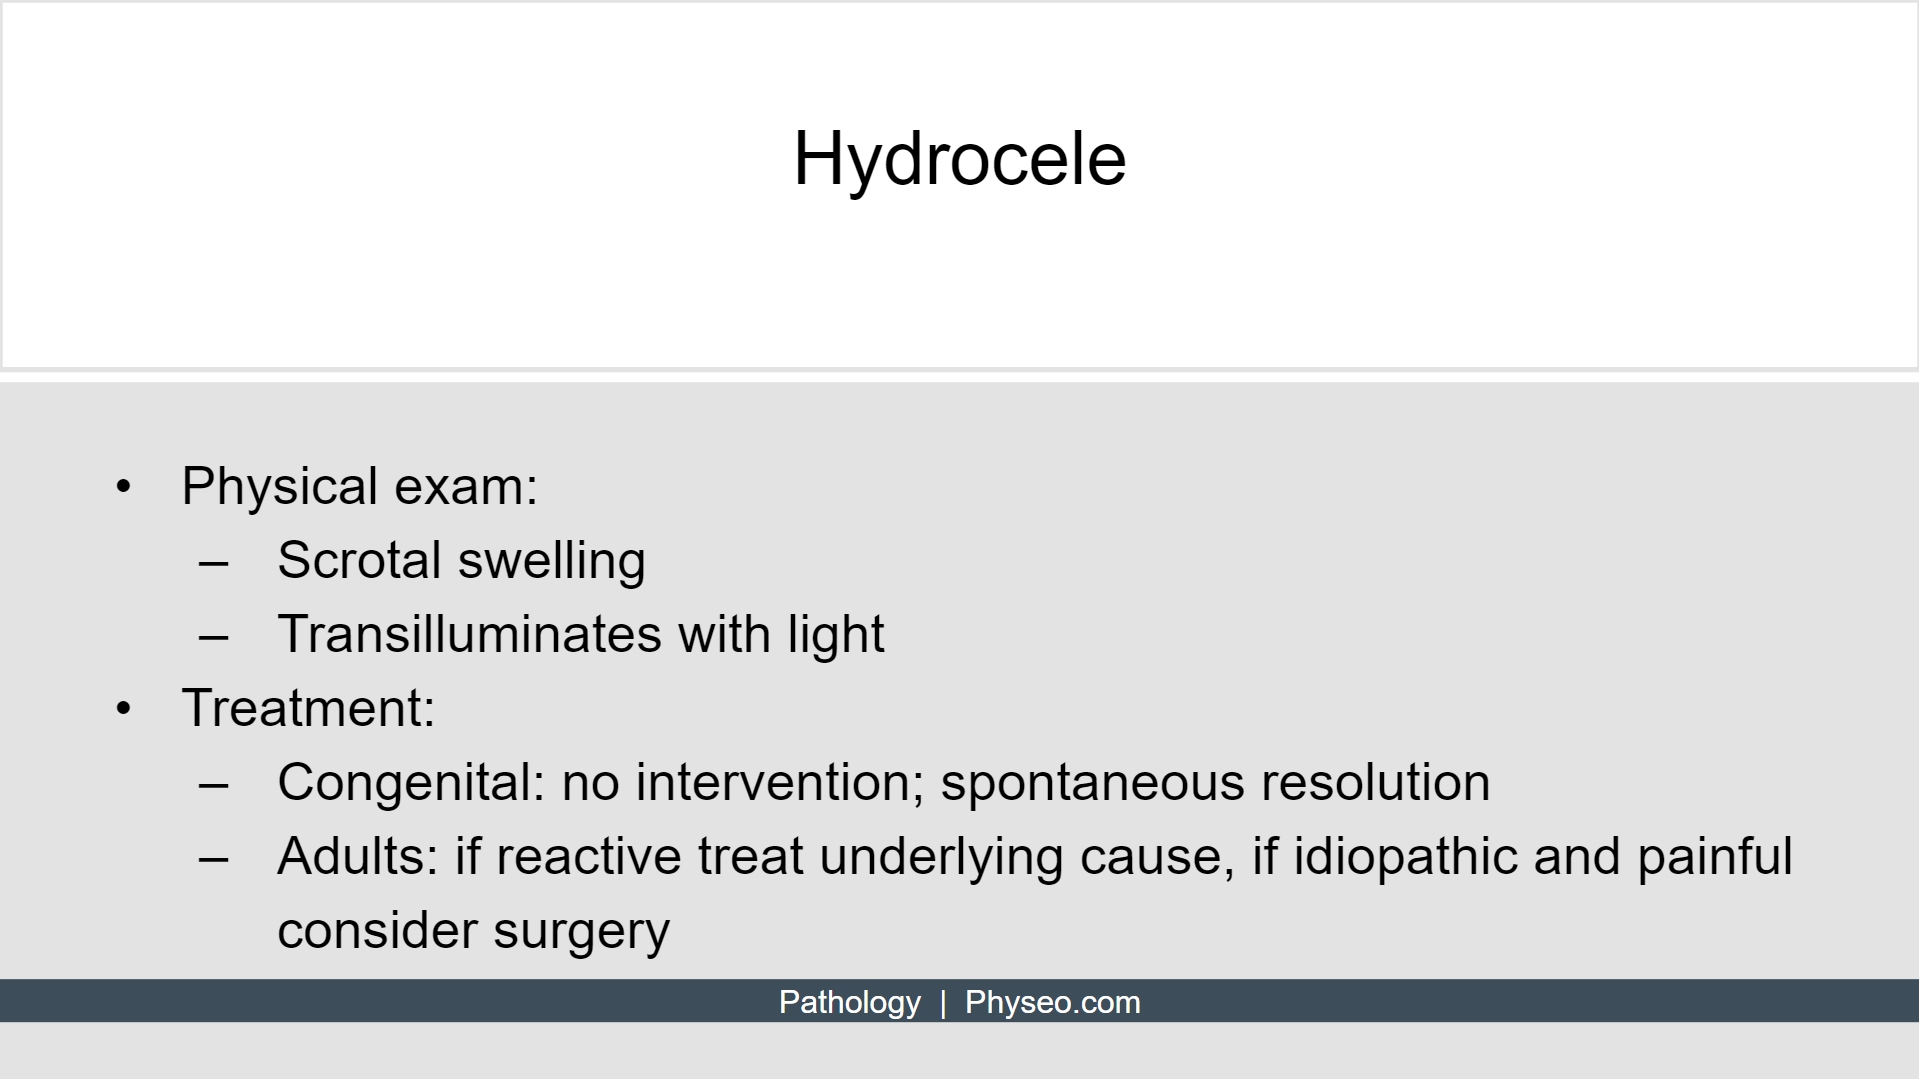 Hydrocele
• Physical exam:
– Scrotal swelling
– Transilluminates with light
• Treatment:
– Congenital: no intervention; spontaneous resolution
– Adults: if reactive treat underlying cause, if idiopathic and painful
consider surgery
Pathology | Physeo.com